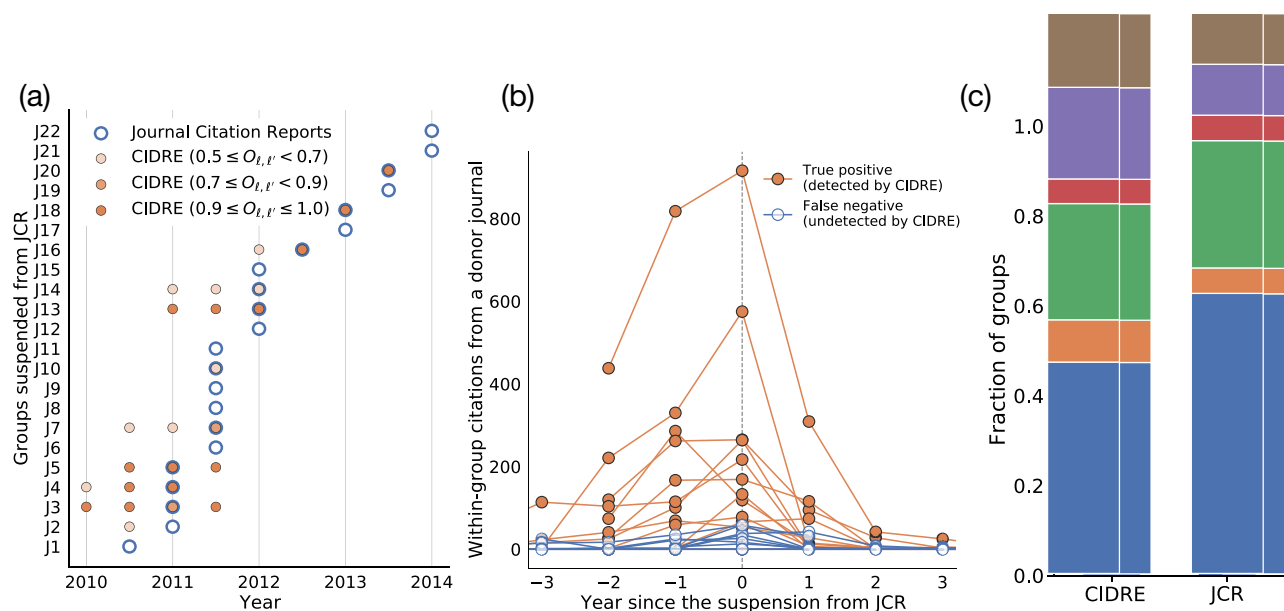 (a)
Groups suspended from JCR
J22
J21
J20
J19
J18
J17
J16
J15
J14
J13
J12
J11
J10
J9
J8
J7
J6
J5
J4
J3
J2
J1
Journal Citation Reports
CIDRE (0.5 ≤ Oℓ,ℓ′ < 0.7)
CIDRE (0.7 ≤ Oℓ,ℓ′ < 0.9)
CIDRE (0.9 ≤ Oℓ,ℓ′ ≤ 1.0)
2010 2011 2012 2013 2014
Year
(b)
Within-group citations from a donor journal
800
600
400
200
0
True positive
(detected by CIDRE)
False negative
(undetected by CIDRE)
−3 −2 −1 0 1 2 3
Year since the suspension from JCR
(c)
Fraction of groups
1.0
0.8
0.6
0.4
0.2
0.0
CIDRE JCR